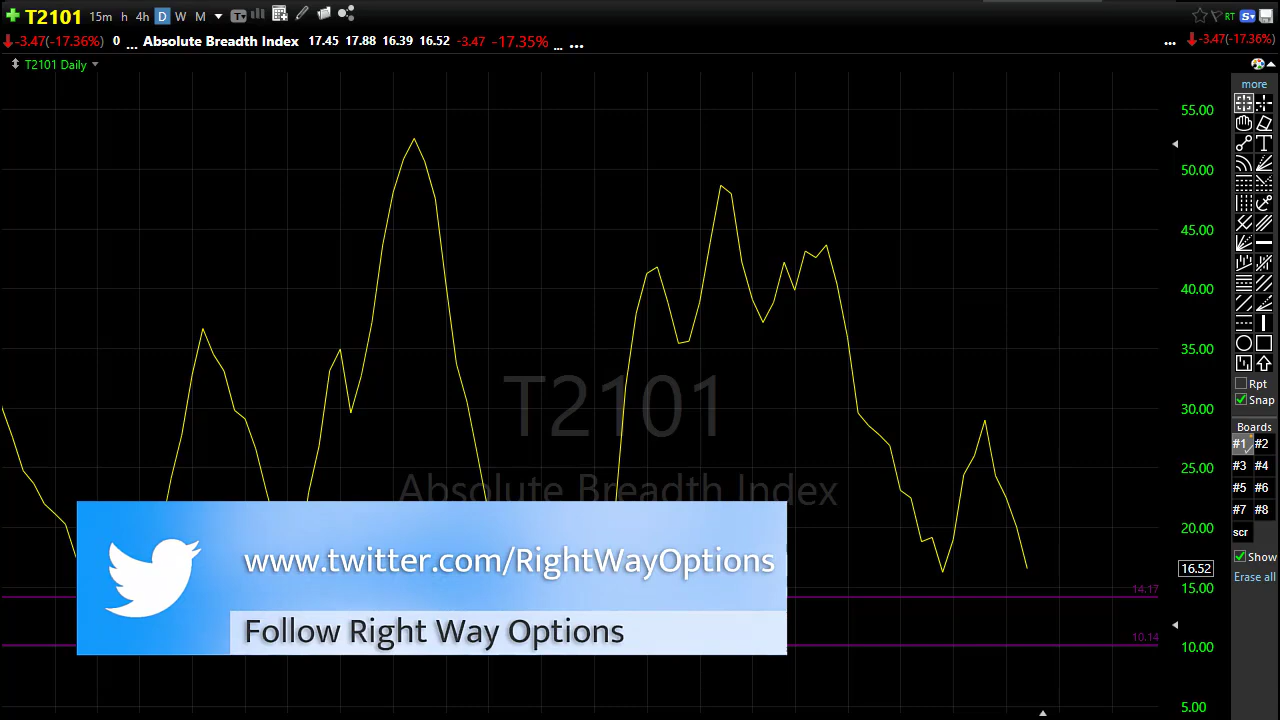 T2101 15m h 4h D W M T RT S
-3.47(-17.36%) 0 ... Absolute Breadth Index 17.45 17.88 16.39 16.52 -3.47 -17.35% ... ... ... -3.47(-17.36%)
T2101 Daily
more
55.00
50.00
45.00
40.00
35.00
30.00
25.00
20.00
16.52
15.00
14.17
10.14
10.00
5.00
T2101
Absolute Breadth Index
www.twitter.com/RightWayOptions
Follow Right Way Options
T
Rpt
Snap
Boards
#1 #2
#3 #4
#5 #6
#7 #8
scr
Show
Erase all